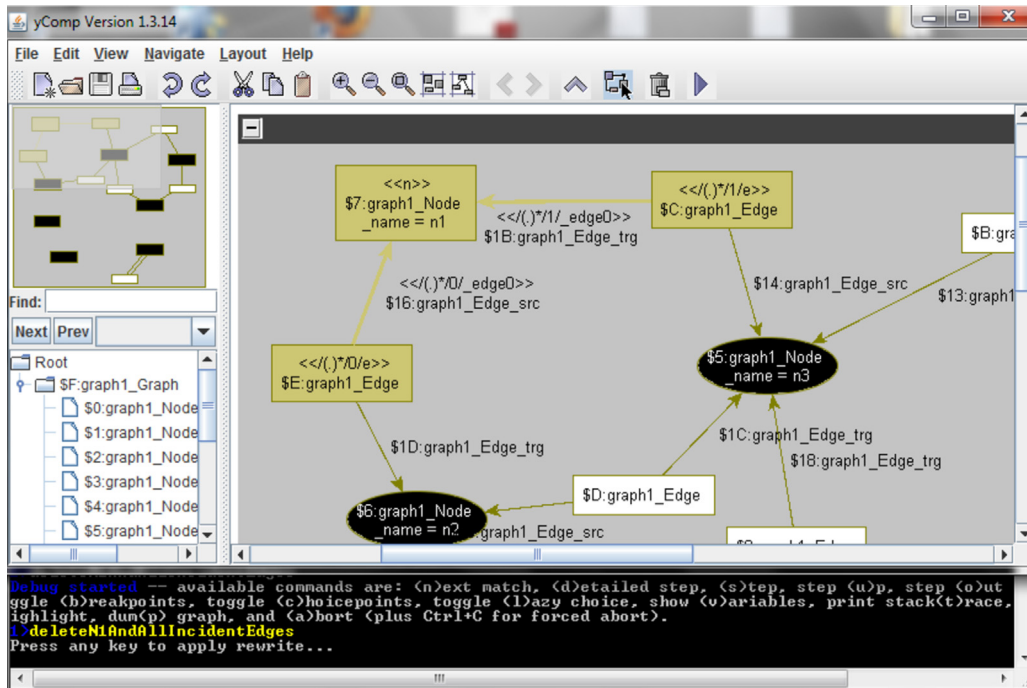 yComp Version 1.3.14
File Edit View Navigate Layout Help
Find:
Next Prev
Root
$F:graph1_Graph
$0:graph1_Node
$1:graph1_Node
$2:graph1_Node
$3:graph1_Node
$4:graph1_Node
$5:graph1_Node
<<n>>
$7:graph1_Node
_name = n1
<</(.)*/1/_edge0>>
$1B:graph1_Edge_trg
<</(.)*/1/e>>
$C:graph1_Edge
$B:gra
<</(.)*/0/_edge0>>
$16:graph1_Edge_src
$14:graph1_Edge_src
$13:graph1
<</(.)*/0/e>>
$E:graph1_Edge
$5:graph1_Node
_name = n3
$1D:graph1_Edge_trg
$1C:graph1_Edge_trg
$18:graph1_Edge_trg
$D:graph1_Edge
$6:graph1_Node
_name = n2
graph1_Edge_src
Debug started -- available commands are: (n)ext match, (d)etailed step, (s)tep, step (u)p, step (o)ut
ggle (b)reakpoints, toggle (c)hoicepoints, toggle (l)azy choice, show (v)ariables, print stack(t)race,
ighlight, dum(p) graph, and (a)bort (plus Ctrl+C for forced abort).
1>deleteN1AndAllIncidentEdges
Press any key to apply rewrite...